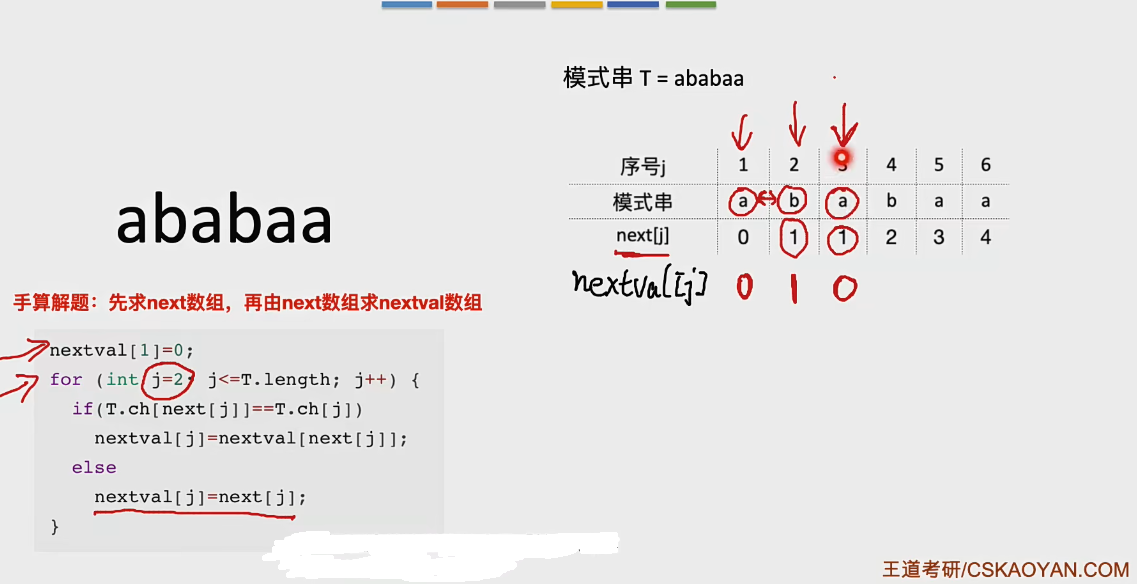 模式串 T = ababaa
序号j 1 2 3 4 5 6
模式串 a b a b a a
next[j] 0 1 1 2 3 4
nextval[j] 0 1 0
ababaa
手算解题：先求next数组，再由next数组求nextval数组
nextval[1]=0;
for (int j=2; j<=T.length; j++) {
if(T.ch[next[j]]==T.ch[j])
nextval[j]=nextval[next[j]];
else
nextval[j]=next[j];
}
王道考研/CSKAOYAN.COM